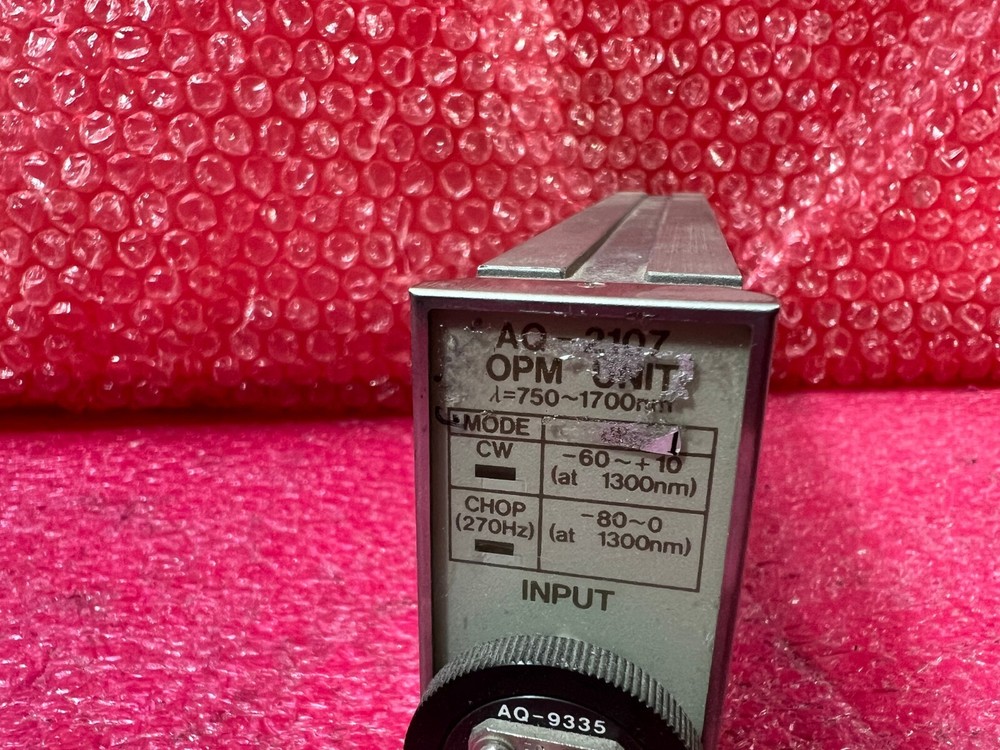 AQ-2107
OPM UNIT
λ=750~1700nm
MODE
CW
-60~+10
(at 1300nm)
CHOP
(270Hz)
-80~0
(at 1300nm)
INPUT
AQ-9335